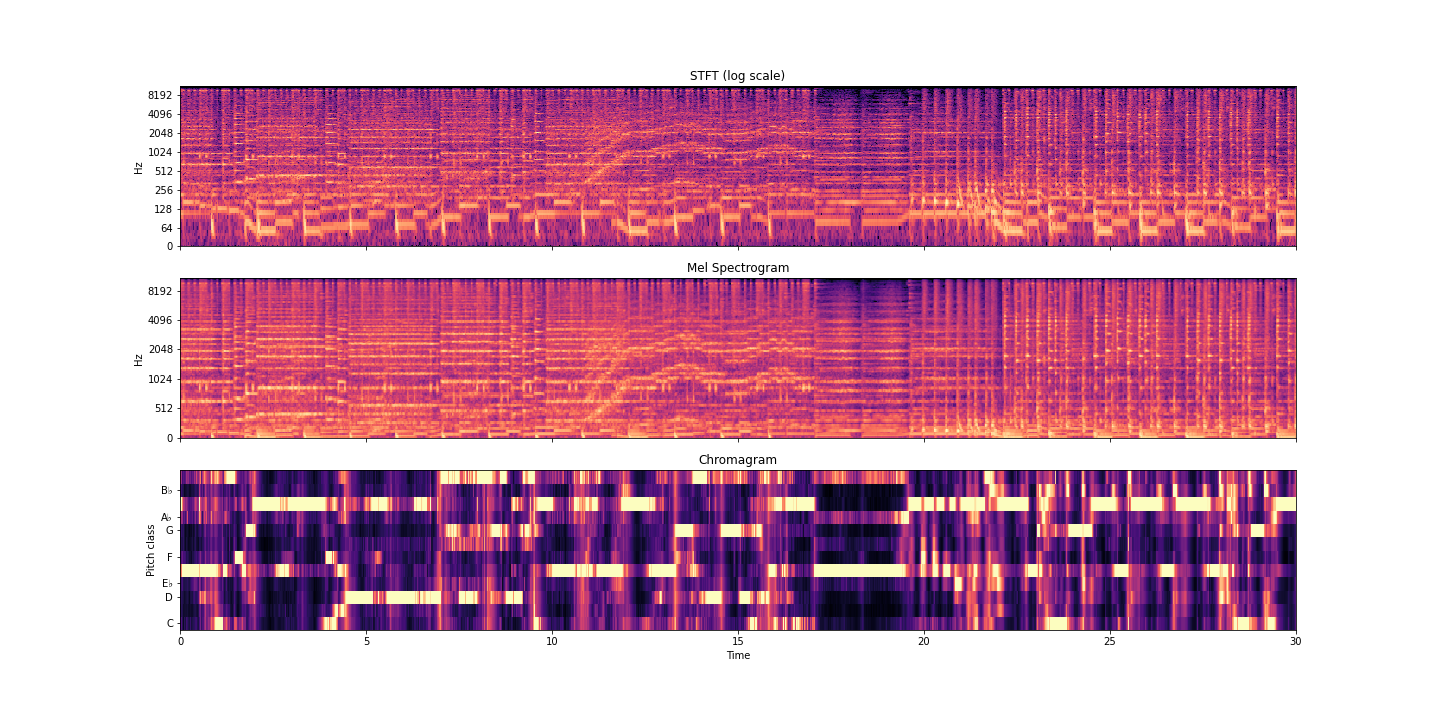 STFT (log scale)
8192
4096
2048
1024
512
256
128
64
0
Hz
Mel Spectrogram
8192
4096
2048
1024
512
0
Hz
Chromagram
B♭
A♭
G
F
E♭
D
C
Pitch class
0 5 10 15 20 25 30
Time